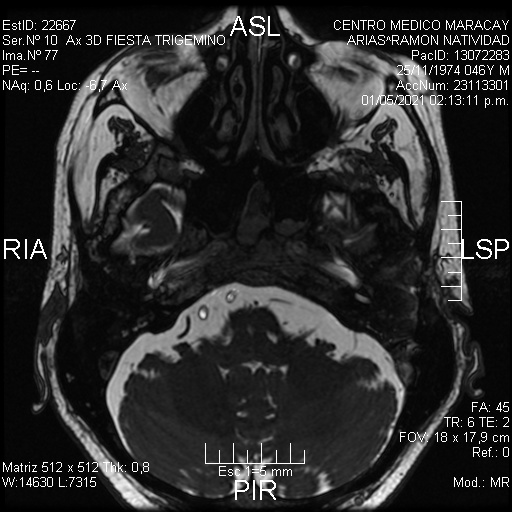 EstID: 22667
Ser.Nº 10 Ax 3D FIESTA TRIGEMINO
Ima.Nº 77
PE= --
NAq: 0,6 Loc: -6,7 Ax
ASL
CENTRO MEDICO MARACAY
ARIAS^RAMON NATIVIDAD
PacID: 13072283
25/11/1974 046Y M
AccNum: 23113301
01/05/2021 02:13:11 p.m.
RIA
LSP
FA: 45
TR: 6 TE: 2
FOV: 18 x 17,9 cm
Ref.: 0
Mod.: MR
Matriz 512 x 512 Thk: 0,8
W:14630 L:7315
Esc 1=5 mm
PIR